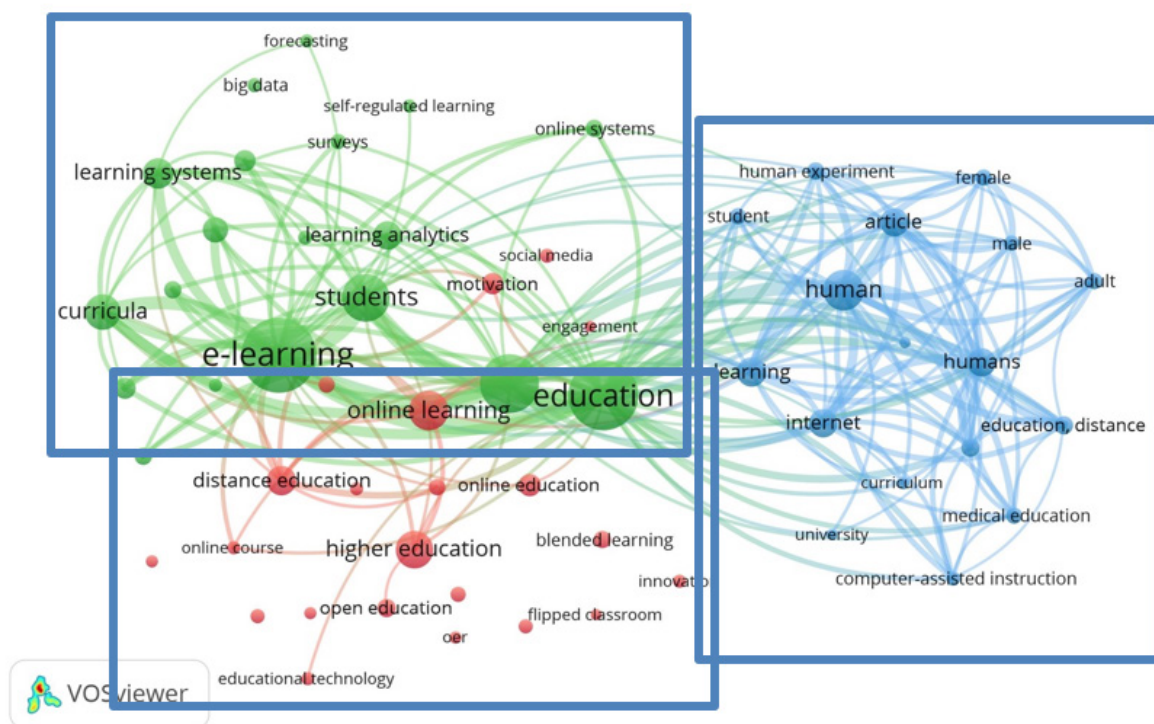 forecasting
big data
self-regulated learning
surveys
online systems
learning systems
learning analytics
social media
motivation
students
curricula
engagement
e-learning
education
online learning
human experiment
female
student
article
male
human
adult
learning
humans
internet
education, distance
curriculum
medical education
university
computer-assisted instruction
distance education
online education
online course
higher education
blended learning
innovatio
open education
flipped classroom
oer
educational technology
VOSviewer